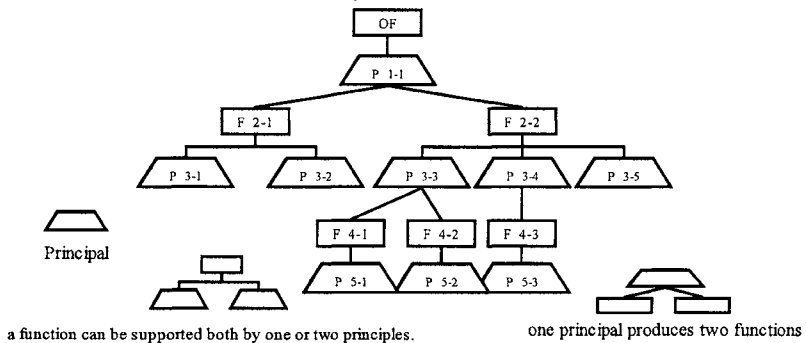 OF
P 1-1
F 2-1 F 2-2
P 3-1 P 3-2 P 3-3 P 3-4 P 3-5
F 4-1 F 4-2 F 4-3
Principal
P 5-1 P 5-2 P 5-3
a function can be supported both by one or two principles.
one principal produces two functions